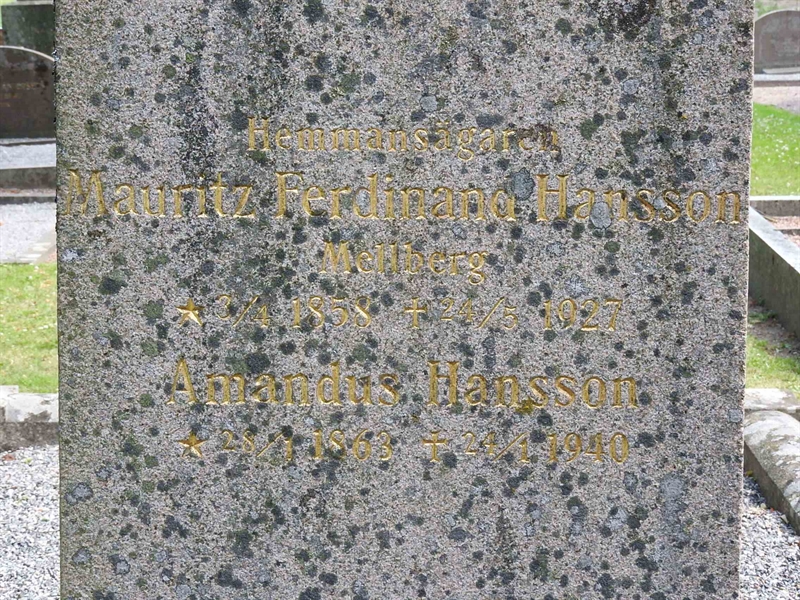 Hemmansägaren
Mauritz Ferdinand Hansson
Mellberg
★ 3/4 1858 † 24/5 1927
Amandus Hansson
★ 28/1 1863 † 24/1 1940